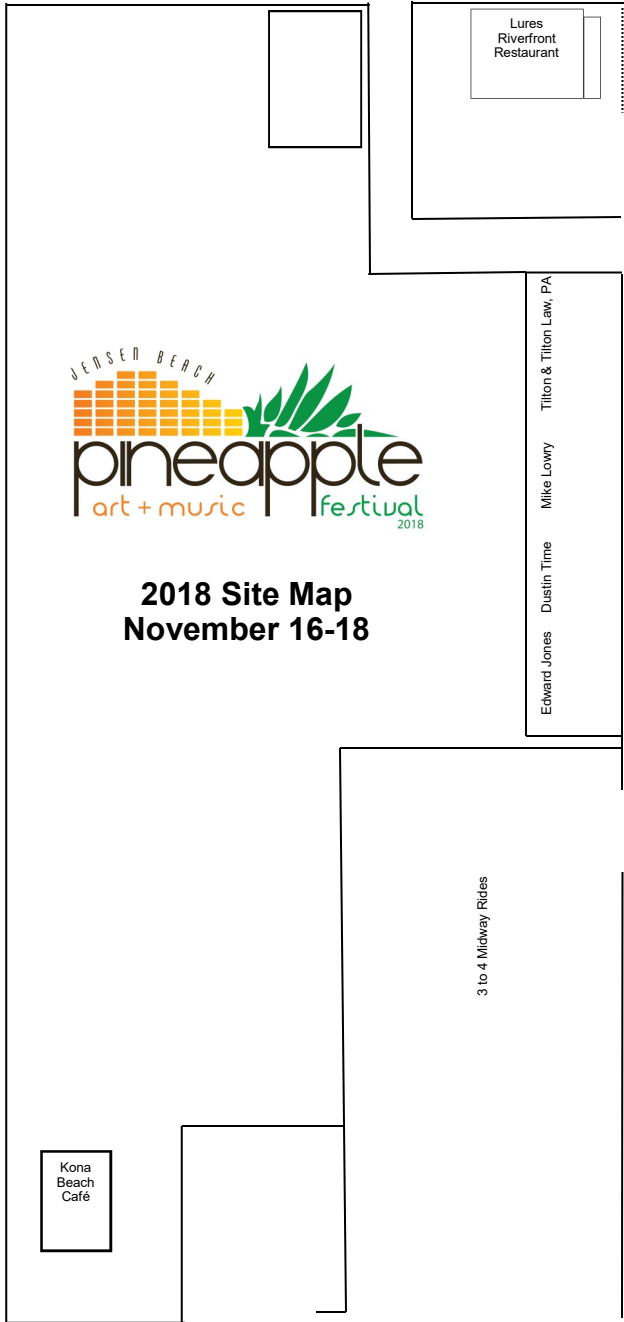 Lures
Riverfront
Restaurant
Tilton & Tilton Law, PA
Mike Lowry
Dustin Time
Edward Jones
JENSEN BEACH
pineapple
art + music festival
2018
2018 Site Map
November 16-18
3 to 4 Midway Rides
Kona
Beach
Café